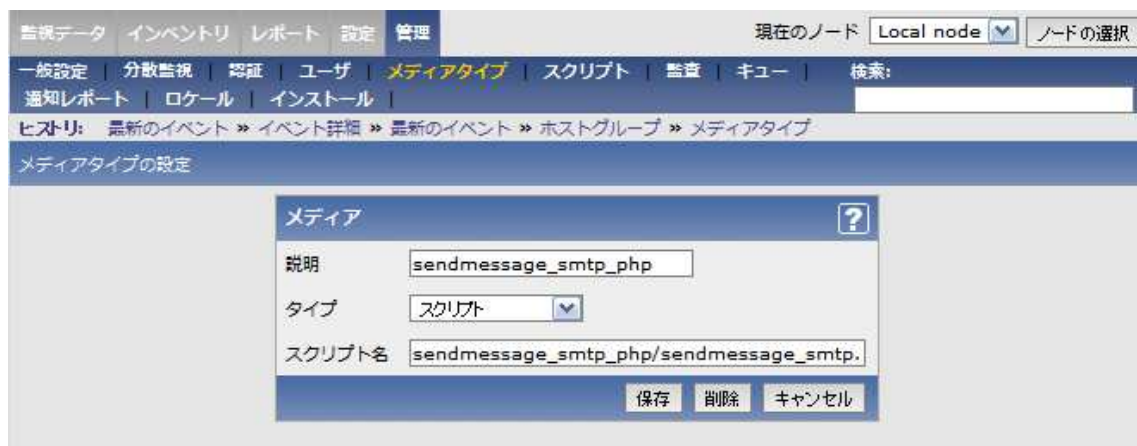 監視データ インベントリ レポート 設定 管理 現在のノード Local node ノードの選択
一般設定 | 分散監視 | 認証 | ユーザ | メディアタイプ | スクリプト | 監査 | キュー | 検索:
通知レポート | ロケール | インストール |
ヒストリ: 最新のイベント » イベント詳細 » 最新のイベント » ホストグループ » メディアタイプ
メディアタイプの設定
メディア ?
説明 sendmessage_smtp_php
タイプ スクリプト
スクリプト名 sendmessage_smtp_php/sendmessage_smtp.
保存 削除 キャンセル